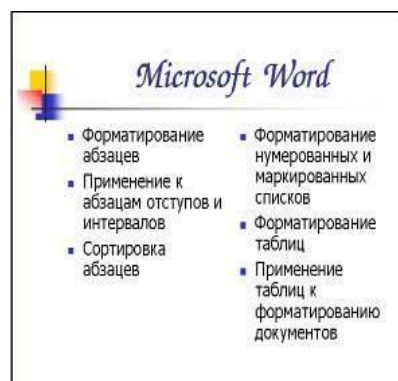 Microsoft Word
Форматирование
абзацев
Применение к
абзацам отступов и
интервалов
Сортировка
абзацев
Форматирование
нумерованных и
маркированных
списков
Форматирование
таблиц
Применение
таблиц к
форматированию
документов